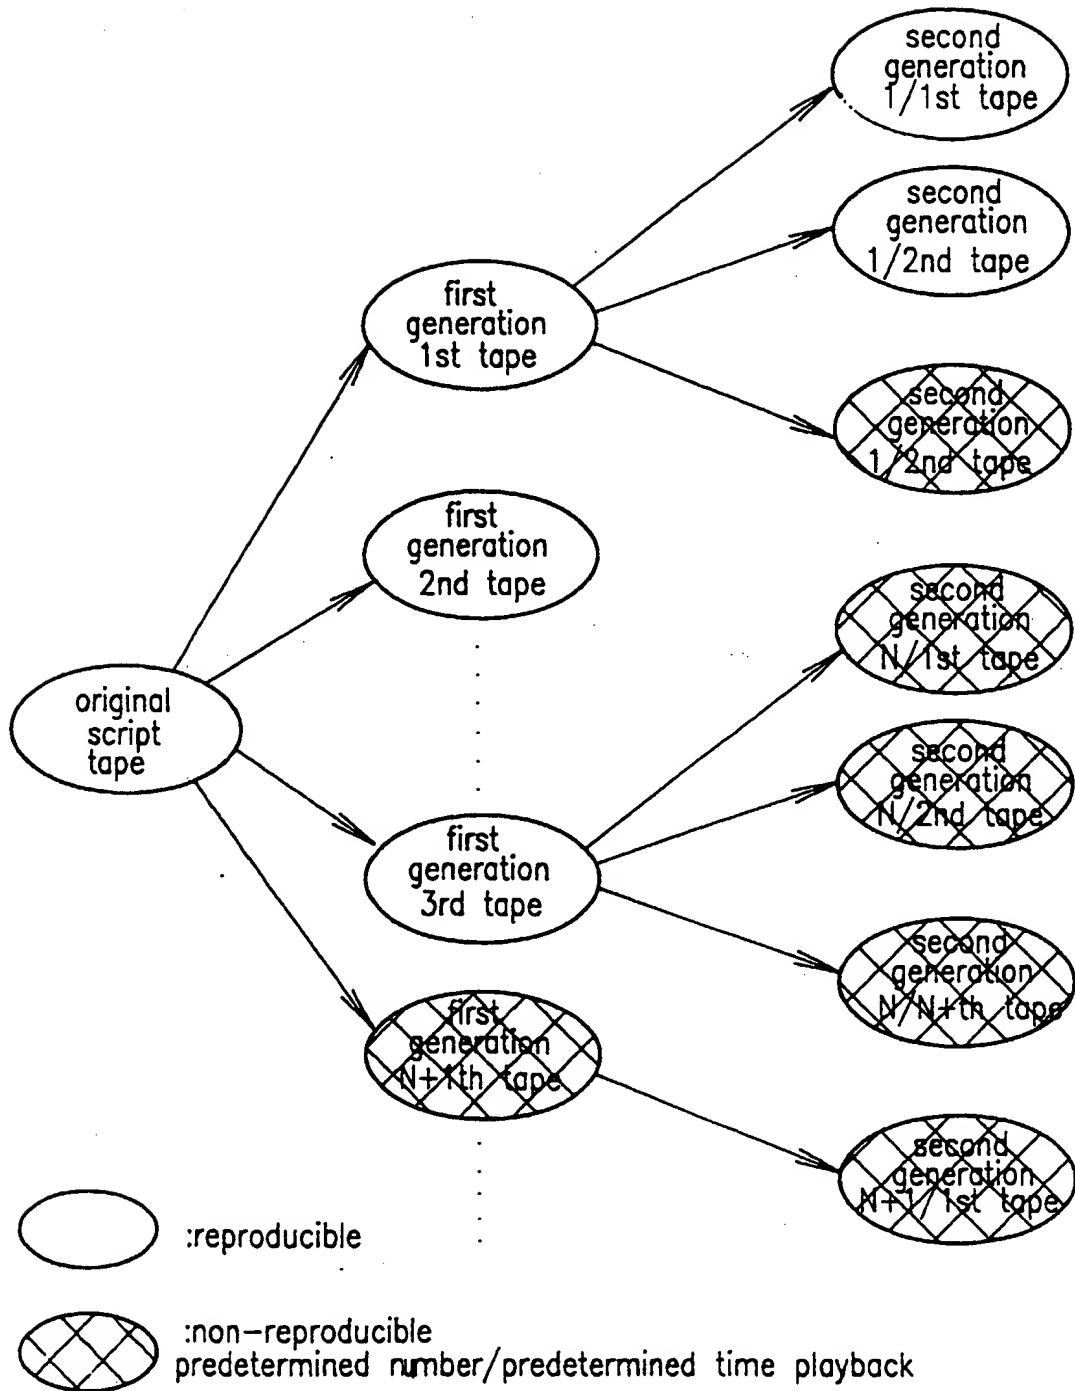 second
generation
1/1st tape
second
generation
1/2nd tape
first
generation
1st tape
second
generation
1/2nd tape
first
generation
2nd tape
second
generation
N/1st tape
original
script
tape
second
generation
N/2nd tape
first
generation
3rd tape
second
generation
N/N+th tape
first
generation
N+1th tape
second
generation
N+1/1st tape
:reproducible
:non-reproducible
predetermined number/predetermined time playback